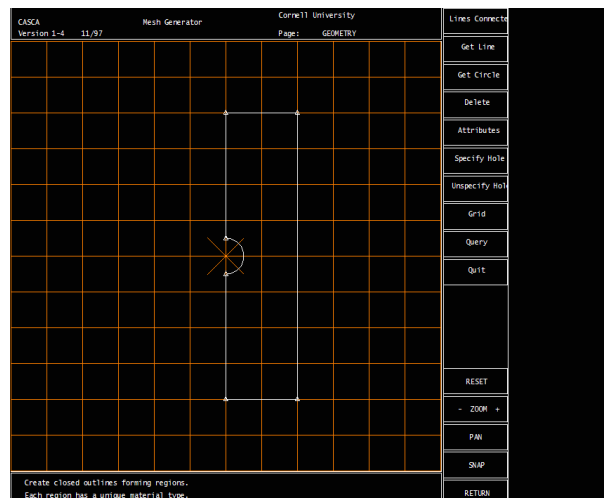 CASCA
Version 1-4 11/97
Mesh Generator
Cornell University
Page: GEOMETRY
Lines Connecte
Get Line
Get Circle
Delete
Attributes
Specify Hole
Unspecify Hol
Grid
Query
Quit
RESET
- ZOOM +
PAN
SNAP
RETURN
Create closed outlines forming regions.
Each region has a unique material type.